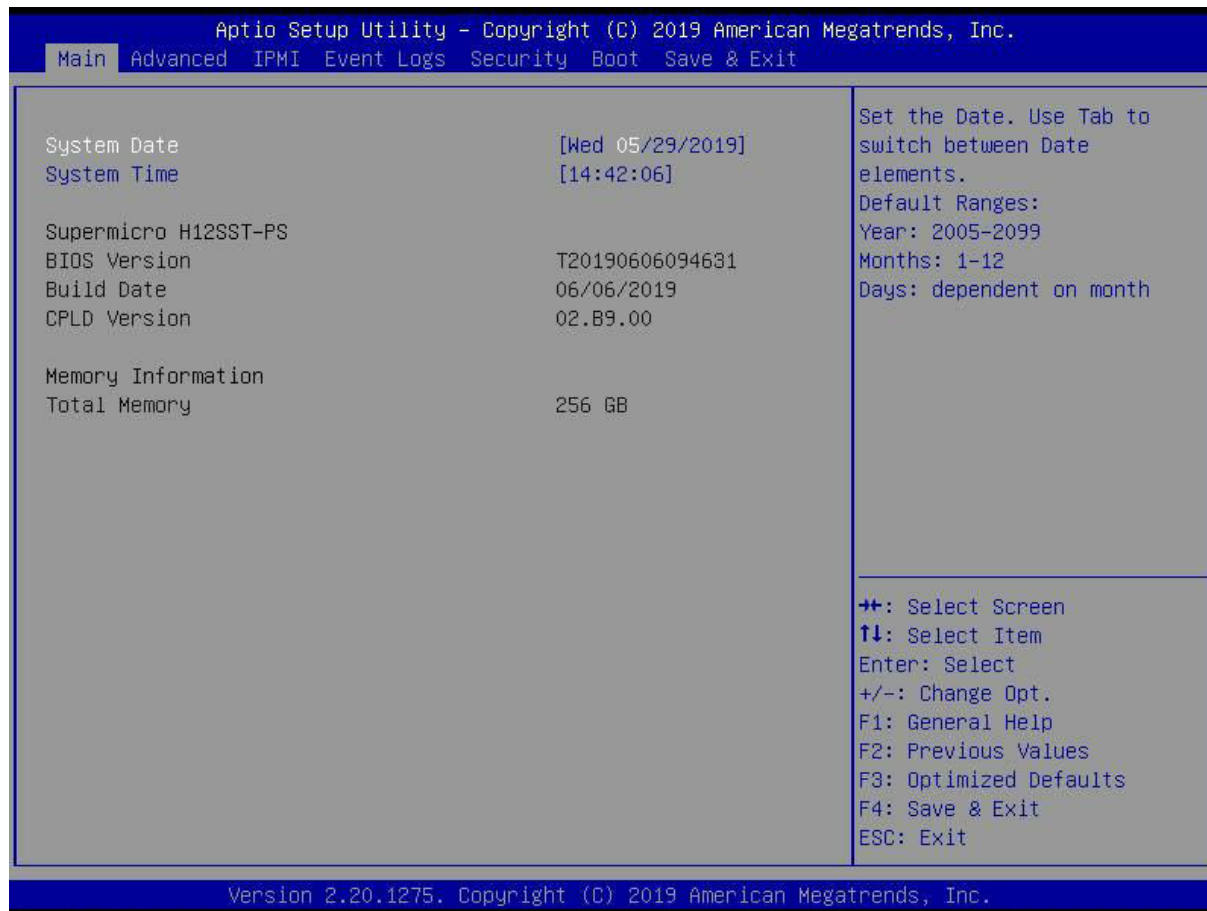 Aptio Setup Utility - Copyright (C) 2019 American Megatrends, Inc.
Main Advanced IPMI Event Logs Security Boot Save & Exit
System Date [Wed 05/29/2019]
System Time [14:42:06]
Supermicro H12SST-PS
BIOS Version T20190606094631
Build Date 06/06/2019
CPLD Version 02.B9.00
Memory Information
Total Memory 256 GB
Set the Date. Use Tab to
switch between Date
elements.
Default Ranges:
Year: 2005-2099
Months: 1-12
Days: dependent on month
→←: Select Screen
↑↓: Select Item
Enter: Select
+/-: Change Opt.
F1: General Help
F2: Previous Values
F3: Optimized Defaults
F4: Save & Exit
ESC: Exit
Version 2.20.1275. Copyright (C) 2019 American Megatrends, Inc.